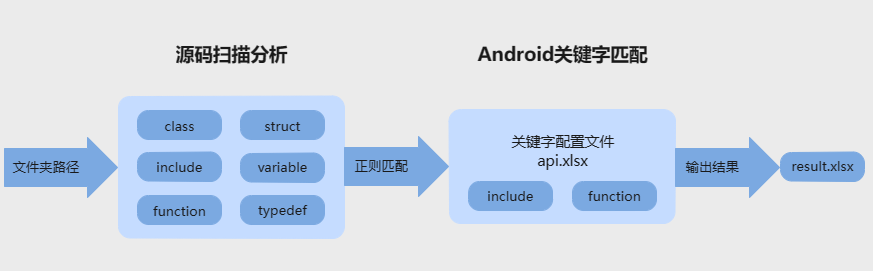 源码扫描分析
Android关键字匹配
文件夹路径
class
struct
include
variable
function
typedef
正则匹配
关键字配置文件
api.xlsx
include
function
输出结果
result.xlsx